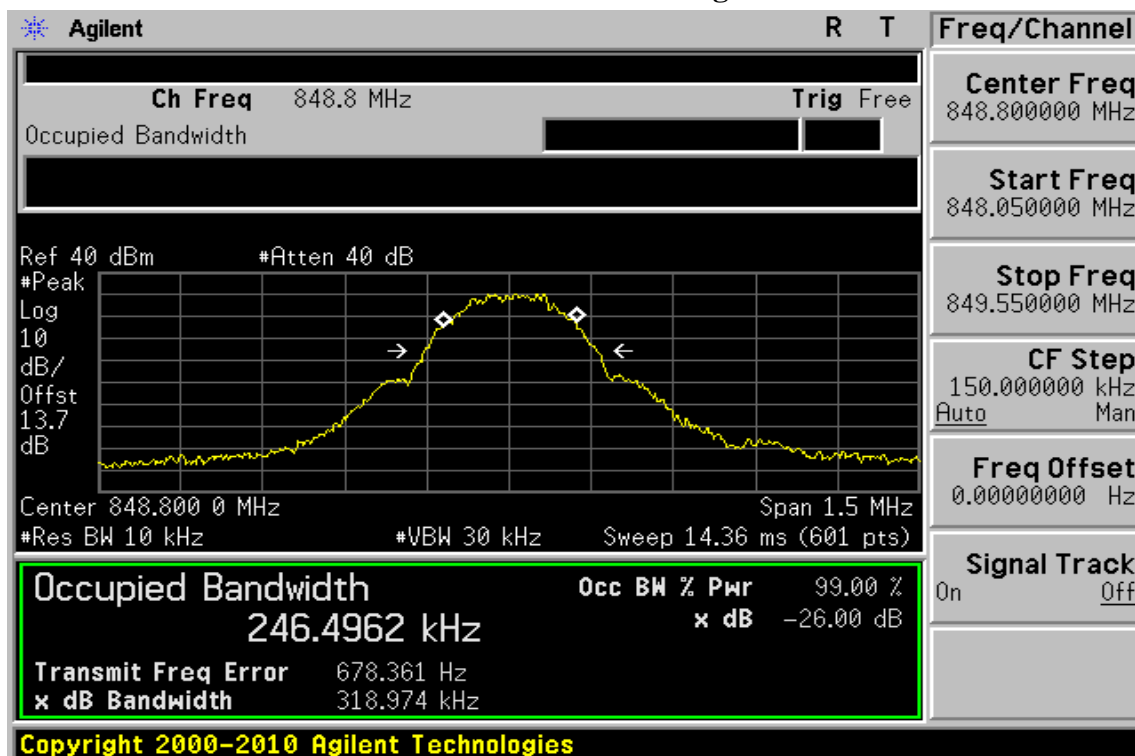 Agilent R T
Ch Freq 848.8 MHz Trig Free
Occupied Bandwidth
Ref 40 dBm #Atten 40 dB
#Peak
Log
10
dB/
Offst
13.7
dB
Center 848.800 0 MHz Span 1.5 MHz
#Res BW 10 kHz #VBW 30 kHz Sweep 14.36 ms (601 pts)
Occupied Bandwidth Occ BW % Pwr 99.00 %
246.4962 kHz x dB -26.00 dB
Transmit Freq Error 678.361 Hz
x dB Bandwidth 318.974 kHz
Copyright 2000-2010 Agilent Technologies
Freq/Channel
Center Freq
848.800000 MHz
Start Freq
848.050000 MHz
Stop Freq
849.550000 MHz
CF Step
150.000000 kHz
Auto Man
Freq Offset
0.00000000 Hz
Signal Track
On Off